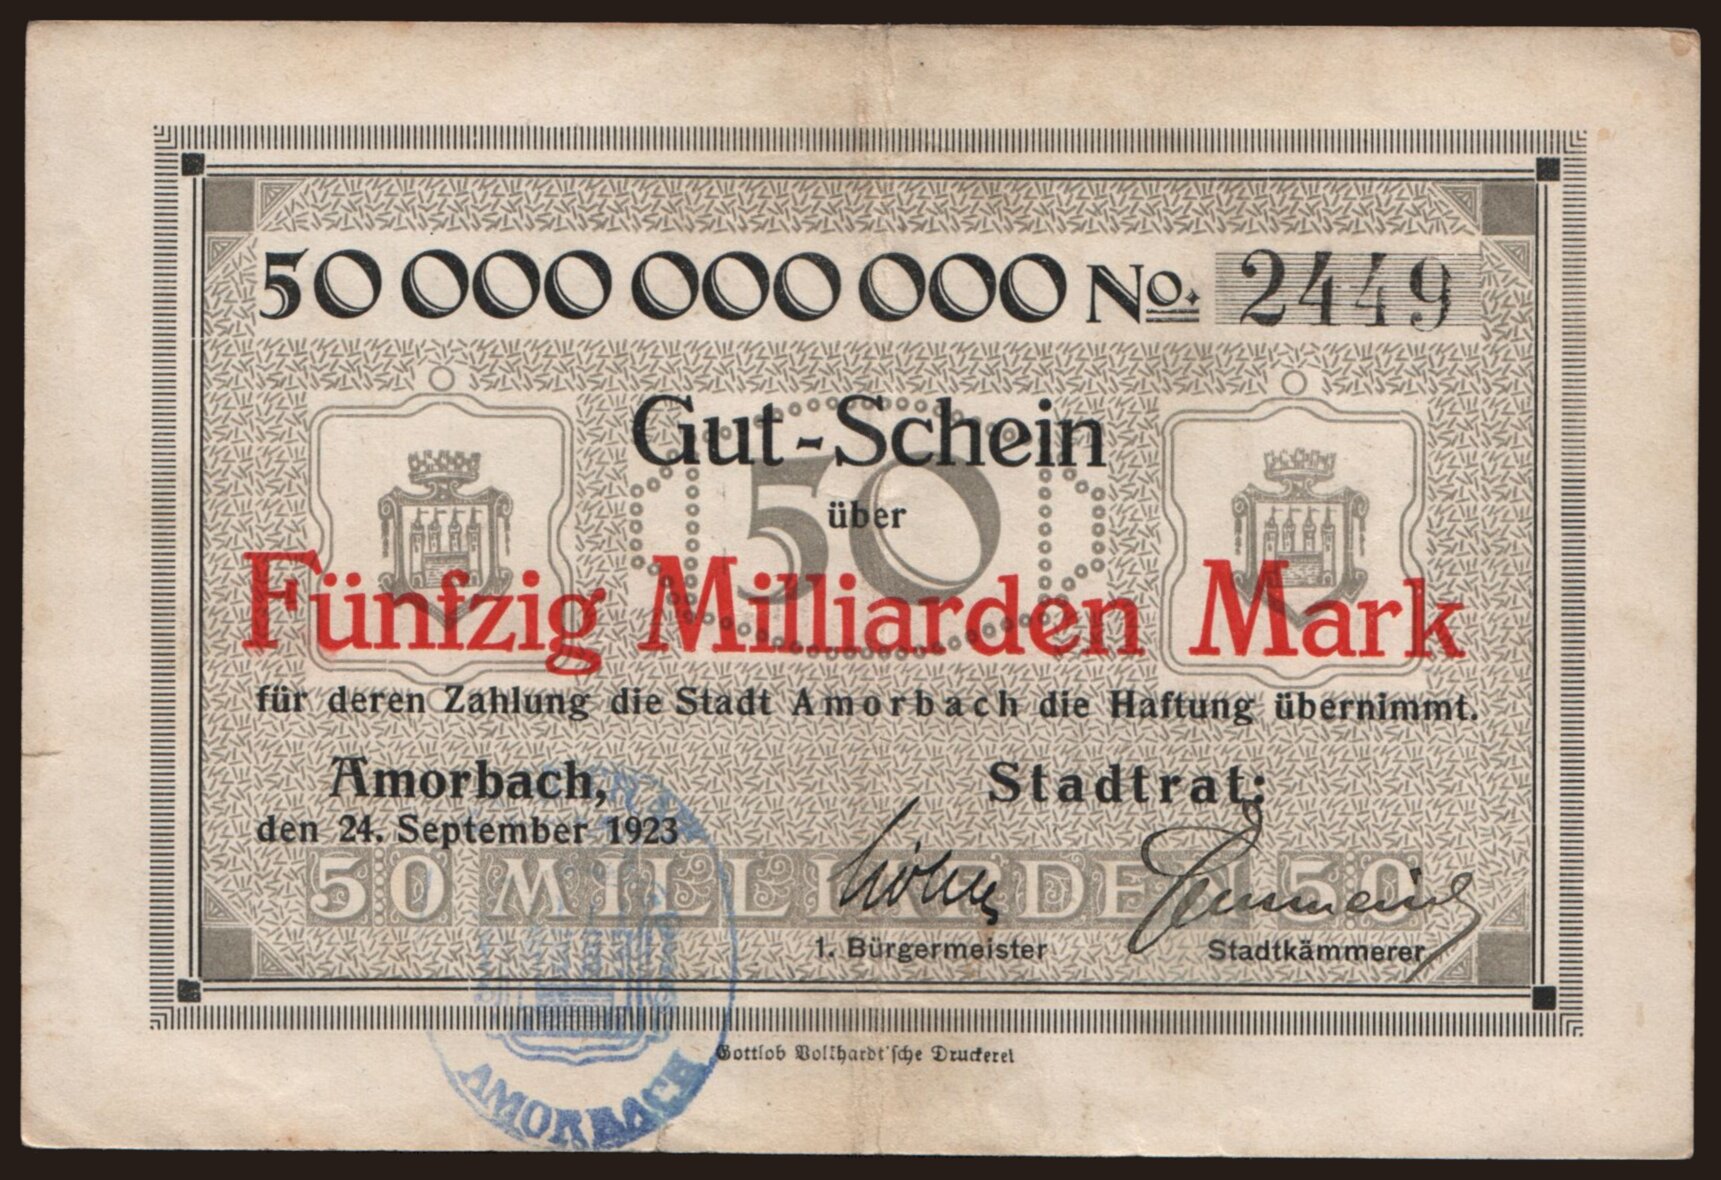 50 000 000 000 No. 2449
Gut-Schein
50
über
Fünfzig Milliarden Mark
für deren Zahlung die Stadt Amorbach die Haftung übernimmt.
Amorbach,
den 24. September 1923
Stadtrat:
50 MILLIARDEN 50
1. Bürgermeister
Stadtkämmerer
Gottlob Volkhardt'sche Druckerei
AMORBACH